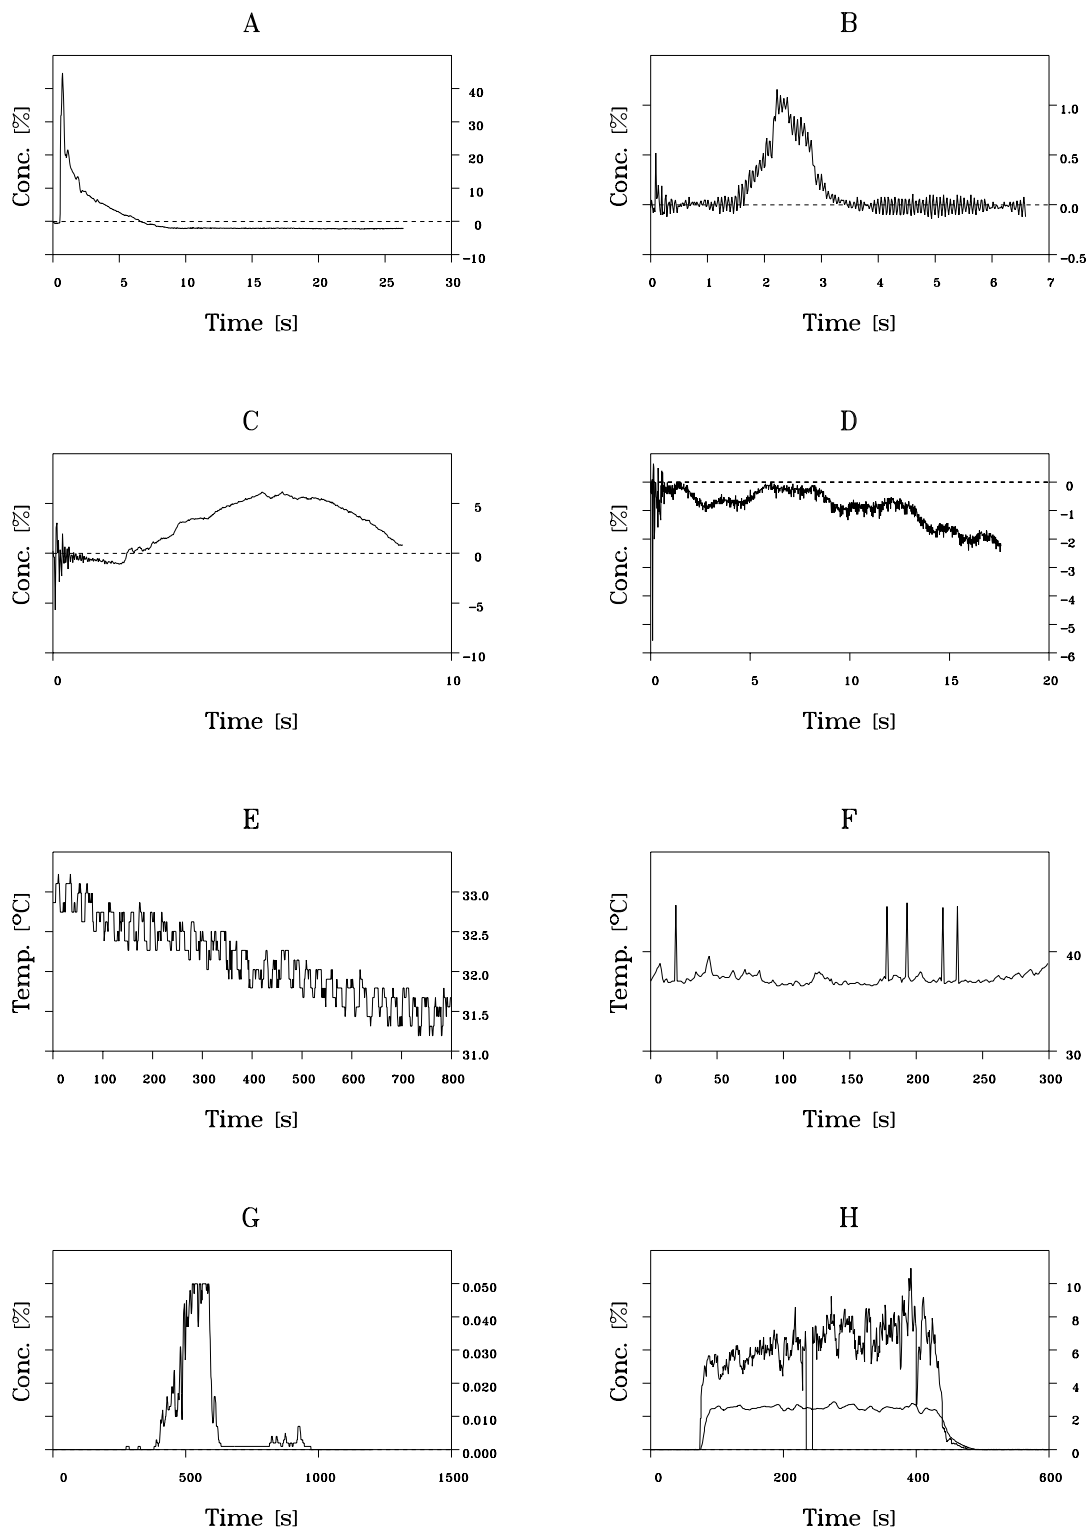 A
Conc. [%]
40
30
20
10
0
−10
0 5 10 15 20 25 30
Time [s]
B
Conc. [%]
1.0
0.5
0.0
−0.5
0 1 2 3 4 5 6 7
Time [s]
C
Conc. [%]
5
0
−5
−10
0 10
Time [s]
D
Conc. [%]
0
−1
−2
−3
−4
−5
−6
0 5 10 15 20
Time [s]
E
Temp. [°C]
33.0
32.5
32.0
31.5
31.0
0 100 200 300 400 500 600 700 800
Time [s]
F
Temp. [°C]
40
30
0 50 100 150 200 250 300
Time [s]
G
Conc. [%]
0.050
0.040
0.030
0.020
0.010
0.000
0 500 1000 1500
Time [s]
H
Conc. [%]
10
8
6
4
2
0
0 200 400 600
Time [s]